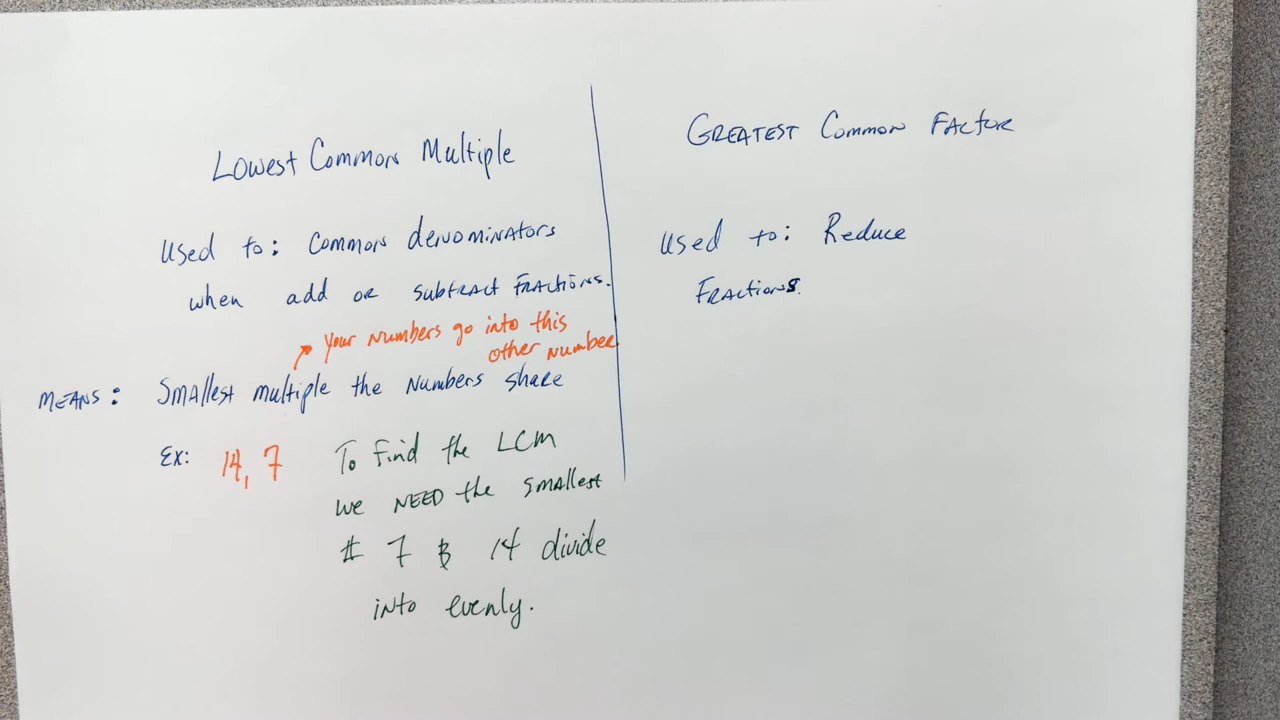 Lowest Common Multiple
Used to: Common denominators
when add or subtract fractions.
your numbers go into this
other number
Means: Smallest multiple the numbers share
Ex: 14, 7
To find the LCM
we NEED the smallest
# 7 & 14 divide
into evenly.
GREATEST Common Factor
Used to: Reduce
Fractions.